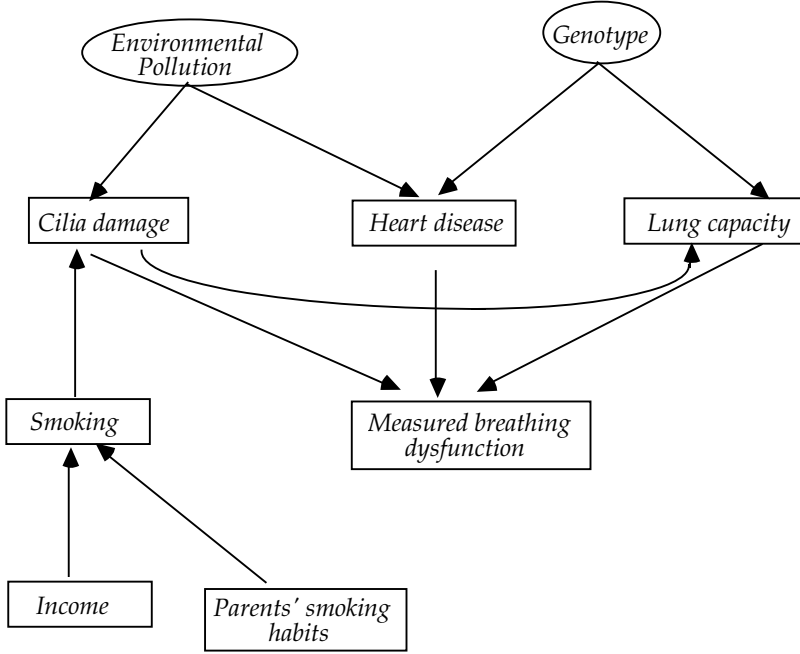 Environmental
Pollution
Genotype
Cilia damage
Heart disease
Lung capacity
Smoking
Measured breathing
dysfunction
Income
Parents' smoking
habits